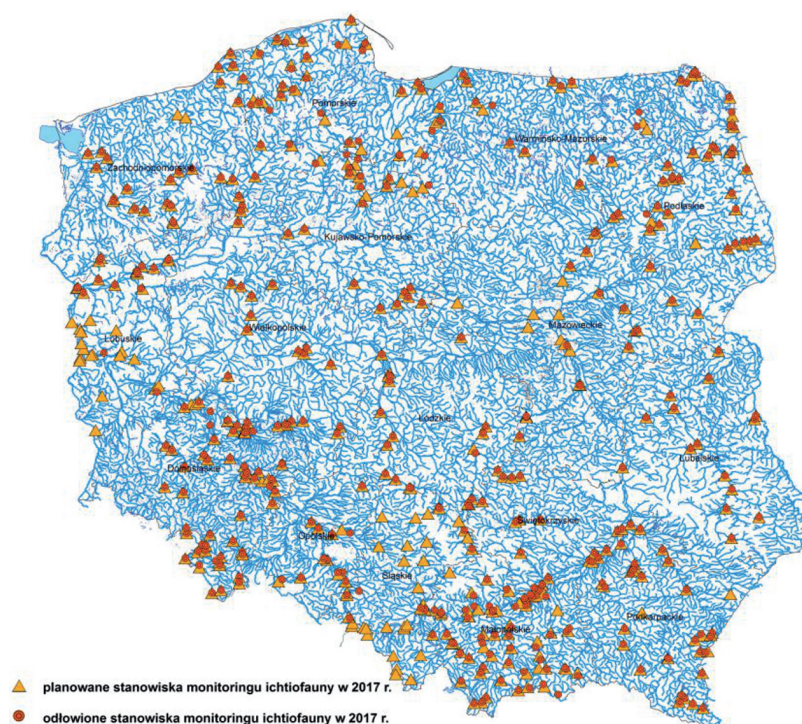 Pomorskie
Warmińsko-Mazurskie
Zachodniopomorskie
Podlaskie
Kujawsko-Pomorskie
Mazowieckie
Wielkopolskie
Lubuskie
Łódzkie
Lubelskie
Dolnośląskie
Świętokrzyskie
Opolskie
Śląskie
Podkarpackie
Małopolskie
planowane stanowiska monitoringu ichtiofauny w 2017 r.
odłowione stanowiska monitoringu ichtiofauny w 2017 r.